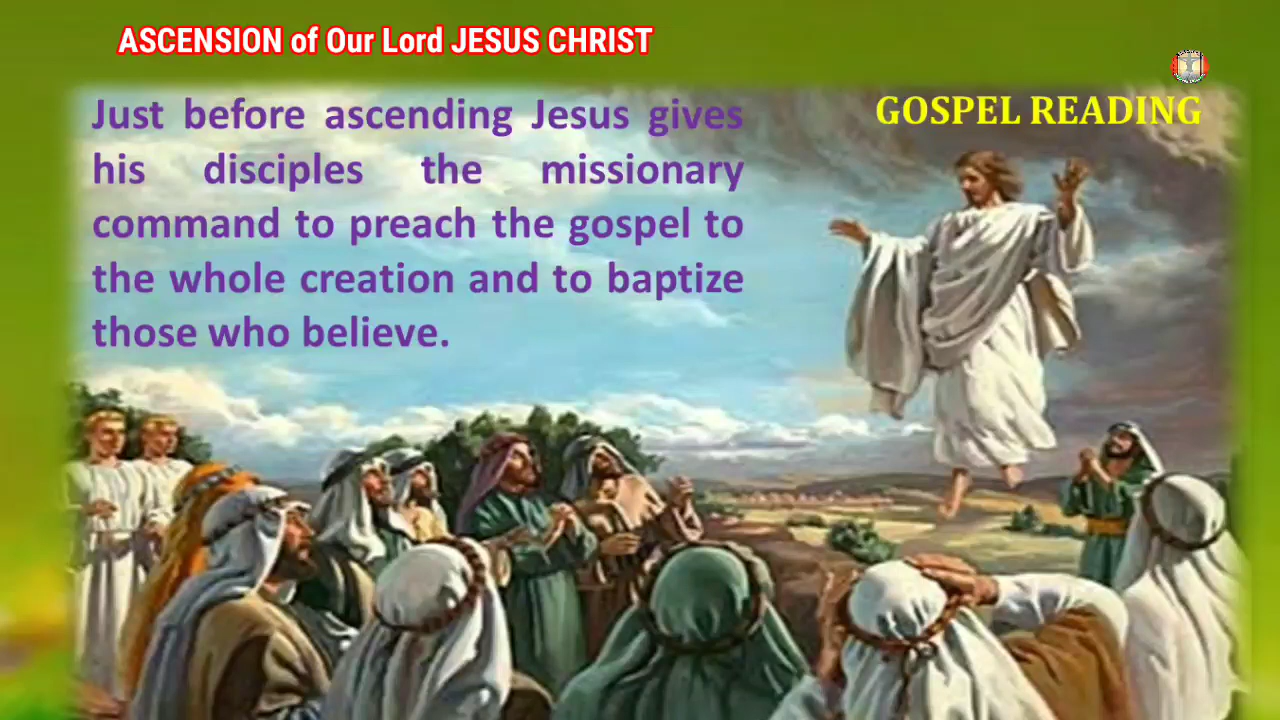 ASCENSION of Our Lord JESUS CHRIST
GOSPEL READING
Just before ascending Jesus gives
his disciples the missionary
command to preach the gospel to
the whole creation and to baptize
those who believe.